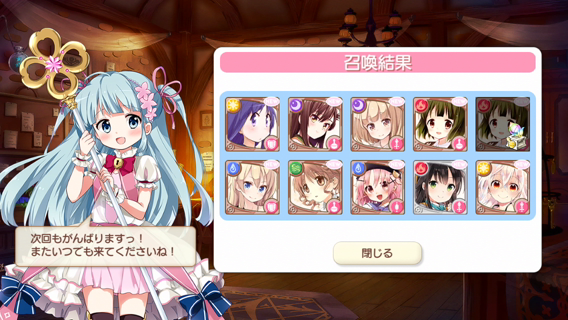 召喚結果
次回もがんばりますっ！
またいつでも来てくださいね！
閉じる